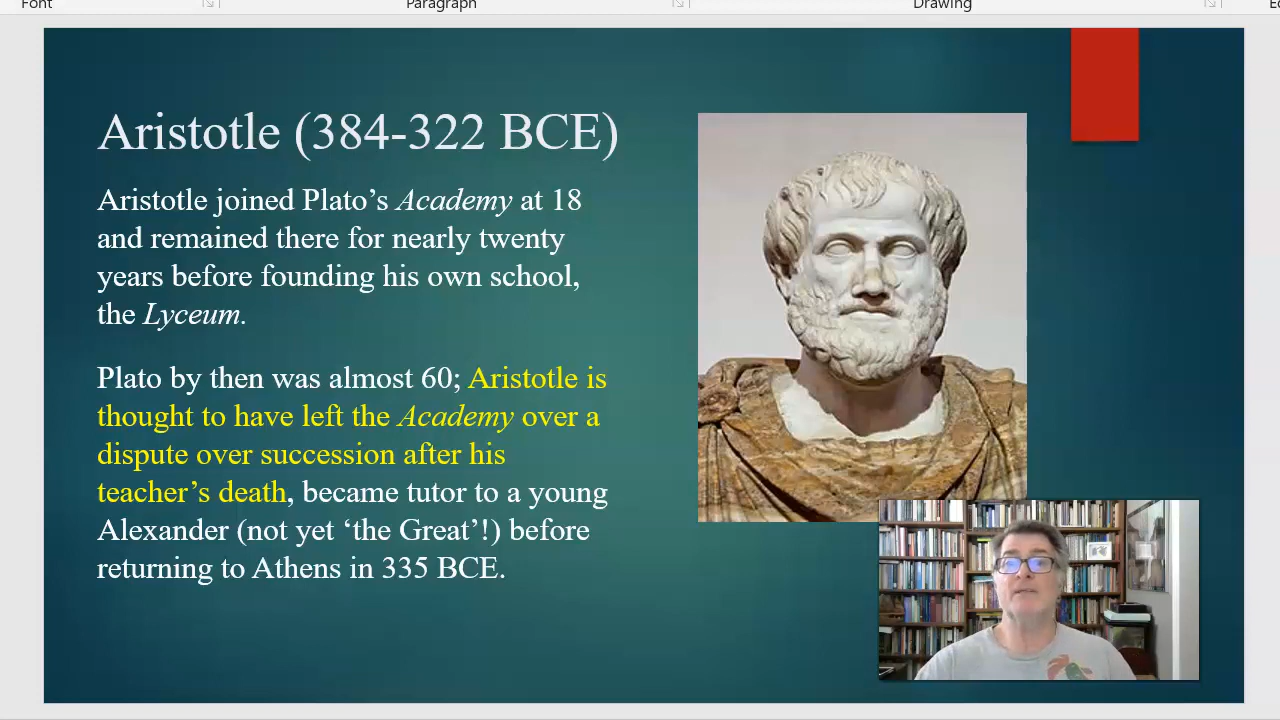 Font
Paragraph
Drawing
Aristotle (384-322 BCE)
Aristotle joined Plato’s Academy at 18
and remained there for nearly twenty
years before founding his own school,
the Lyceum.
Plato by then was almost 60; Aristotle is
thought to have left the Academy over a
dispute over succession after his
teacher’s death, became tutor to a young
Alexander (not yet ‘the Great’!) before
returning to Athens in 335 BCE.